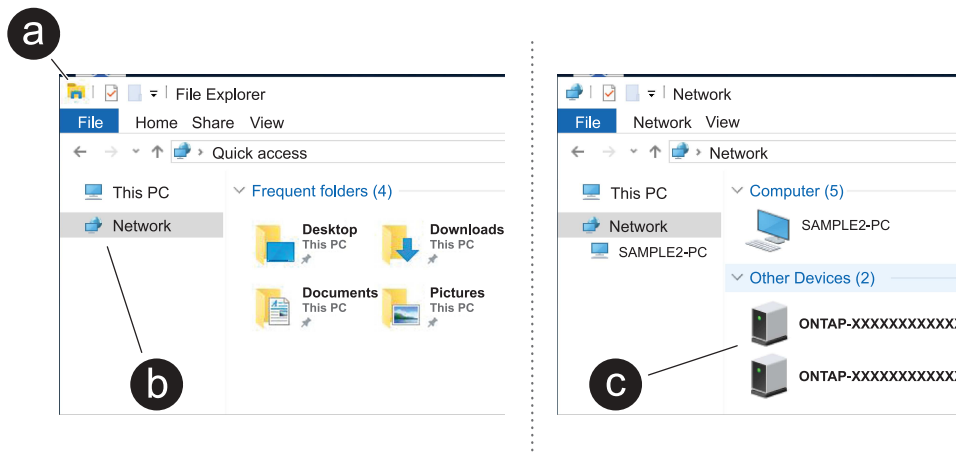 a
File Explorer
File Home Share View
Quick access
This PC
Network
Frequent folders (4)
Desktop
This PC
Downloads
This PC
Documents
This PC
Pictures
This PC
b
Network
File Network View
Network
This PC
Network
SAMPLE2-PC
Computer (5)
SAMPLE2-PC
Other Devices (2)
ONTAP-XXXXXXXXXXXX
ONTAP-XXXXXXXXXXXX
c